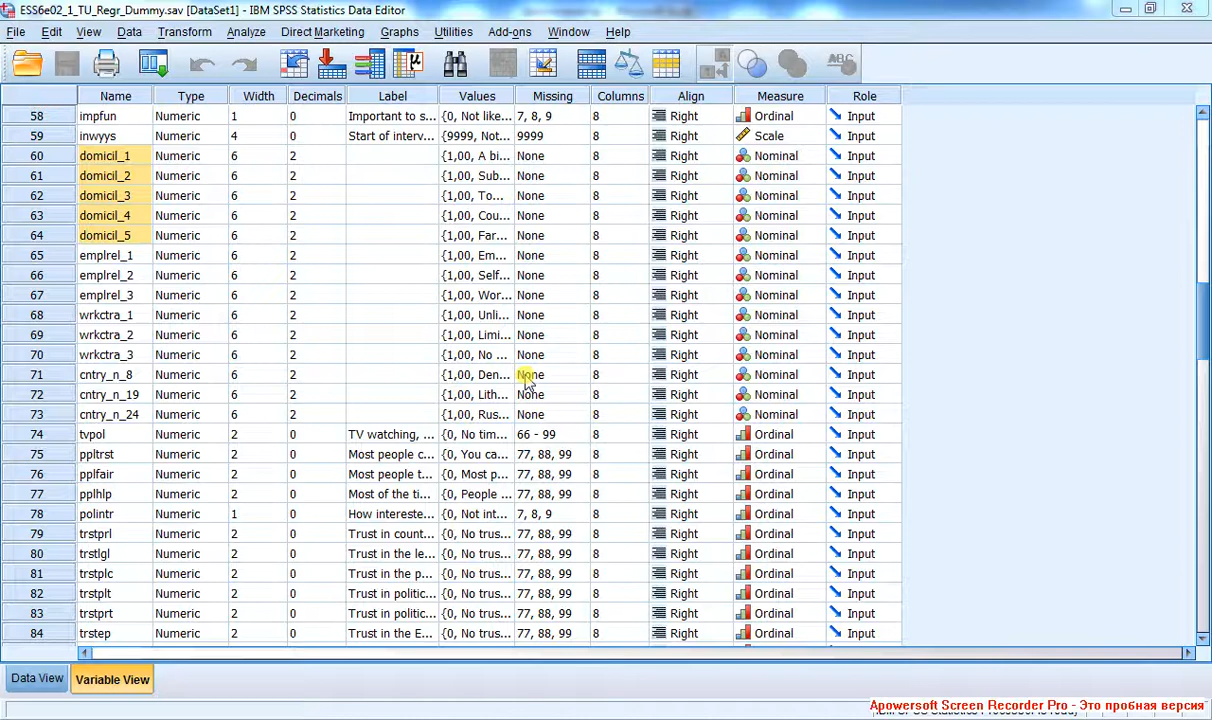 ESS6e02_1_TU_Regr_Dummy.sav [DataSet1] - IBM SPSS Statistics Data Editor
File Edit View Data Transform Analyze Direct Marketing Graphs Utilities Add-ons Window Help
Name Type Width Decimals Label Values Missing Columns Align Measure Role
58 impfun Numeric 1 0 Important to s... {0, Not like... 7, 8, 9 8 Right Ordinal Input
59 inwyys Numeric 4 0 Start of interv... {9999, Not... 9999 8 Right Scale Input
60 domicil_1 Numeric 6 2 {1,00, A bi... None 8 Right Nominal Input
61 domicil_2 Numeric 6 2 {1,00, Sub... None 8 Right Nominal Input
62 domicil_3 Numeric 6 2 {1,00, To... None 8 Right Nominal Input
63 domicil_4 Numeric 6 2 {1,00, Cou... None 8 Right Nominal Input
64 domicil_5 Numeric 6 2 {1,00, Far... None 8 Right Nominal Input
65 emplrel_1 Numeric 6 2 {1,00, Em... None 8 Right Nominal Input
66 emplrel_2 Numeric 6 2 {1,00, Self... None 8 Right Nominal Input
67 emplrel_3 Numeric 6 2 {1,00, Wor... None 8 Right Nominal Input
68 wrkctra_1 Numeric 6 2 {1,00, Unli... None 8 Right Nominal Input
69 wrkctra_2 Numeric 6 2 {1,00, Limi... None 8 Right Nominal Input
70 wrkctra_3 Numeric 6 2 {1,00, No ... None 8 Right Nominal Input
71 cntry_n_8 Numeric 6 2 {1,00, Den... None 8 Right Nominal Input
72 cntry_n_19 Numeric 6 2 {1,00, Lith... None 8 Right Nominal Input
73 cntry_n_24 Numeric 6 2 {1,00, Rus... None 8 Right Nominal Input
74 tvpol Numeric 2 0 TV watching, ... {0, No tim... 66 - 99 8 Right Ordinal Input
75 ppltrst Numeric 2 0 Most people c... {0, You ca... 77, 88, 99 8 Right Ordinal Input
76 pplfair Numeric 2 0 Most people t... {0, Most p... 77, 88, 99 8 Right Ordinal Input
77 pplhlp Numeric 2 0 Most of the ti... {0, People ... 77, 88, 99 8 Right Ordinal Input
78 polintr Numeric 1 0 How intereste... {0, Not int... 7, 8, 9 8 Right Ordinal Input
79 trstprl Numeric 2 0 Trust in count... {0, No trus... 77, 88, 99 8 Right Ordinal Input
80 trstlgl Numeric 2 0 Trust in the le... {0, No trus... 77, 88, 99 8 Right Ordinal Input
81 trstplc Numeric 2 0 Trust in the p... {0, No trus... 77, 88, 99 8 Right Ordinal Input
82 trstplt Numeric 2 0 Trust in politic... {0, No trus... 77, 88, 99 8 Right Ordinal Input
83 trstprt Numeric 2 0 Trust in politic... {0, No trus... 77, 88, 99 8 Right Ordinal Input
84 trstep Numeric 2 0 Trust in the E... {0, No trus... 77, 88, 99 8 Right Ordinal Input
Data View Variable View
Apowersoft Screen Recorder Pro - Это пробная версия